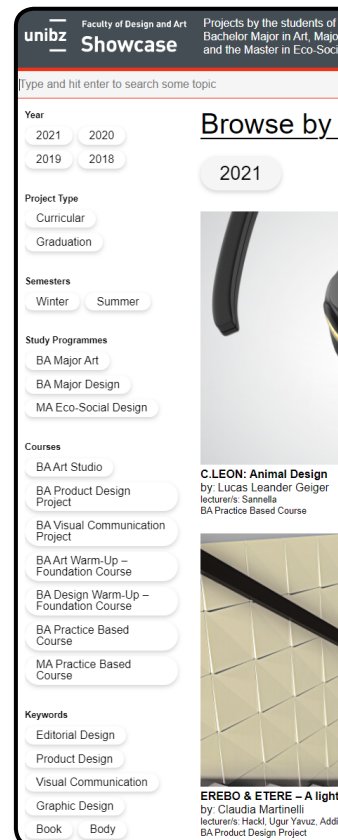 unibz
Faculty of Design and Art
Showcase
Projects by the students of
Bachelor Major in Art, Majo
and the Master in Eco-Soci
Type and hit enter to search some topic
Year
2021 2020
2019 2018
Project Type
Curricular
Graduation
Semesters
Winter Summer
Study Programmes
BA Major Art
BA Major Design
MA Eco-Social Design
Courses
BA Art Studio
BA Product Design
Project
BA Visual Communication
Project
BA Art Warm-Up –
Foundation Course
BA Design Warm-Up –
Foundation Course
BA Practice Based
Course
MA Practice Based
Course
Keywords
Editorial Design
Product Design
Visual Communication
Graphic Design
Book Body
Browse by
2021
C.LEON: Animal Design
by: Lucas Leander Geiger
lecturer/s: Sannella
BA Practice Based Course
EREBO & ETERE – A light
by: Claudia Martinelli
lecturer/s: Hackl, Ugur Yavuz, Addi
BA Product Design Project